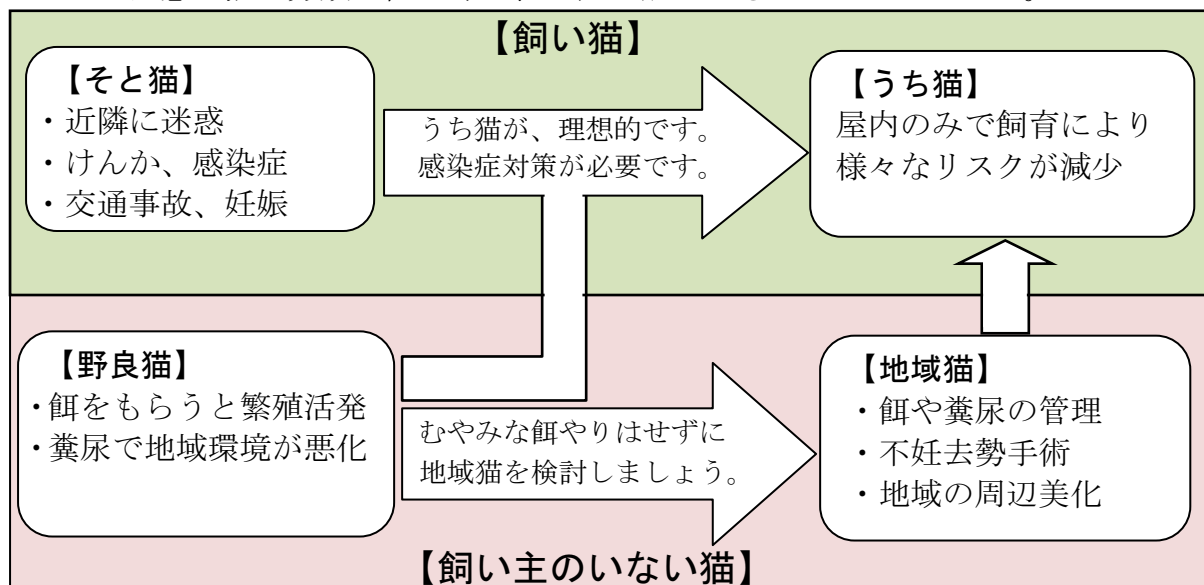 【飼い猫】
【そと猫】
・近隣に迷惑
・けんか、感染症
・交通事故、妊娠
うち猫が、理想的です。
感染症対策が必要です。
【うち猫】
屋内のみで飼育により
様々なリスクが減少
【野良猫】
・餌をもらうと繁殖活発
・糞尿で地域環境が悪化
むやみな餌やりはせずに
地域猫を検討しましょう。
【地域猫】
・餌や糞尿の管理
・不妊去勢手術
・地域の周辺美化
【飼い主のいない猫】